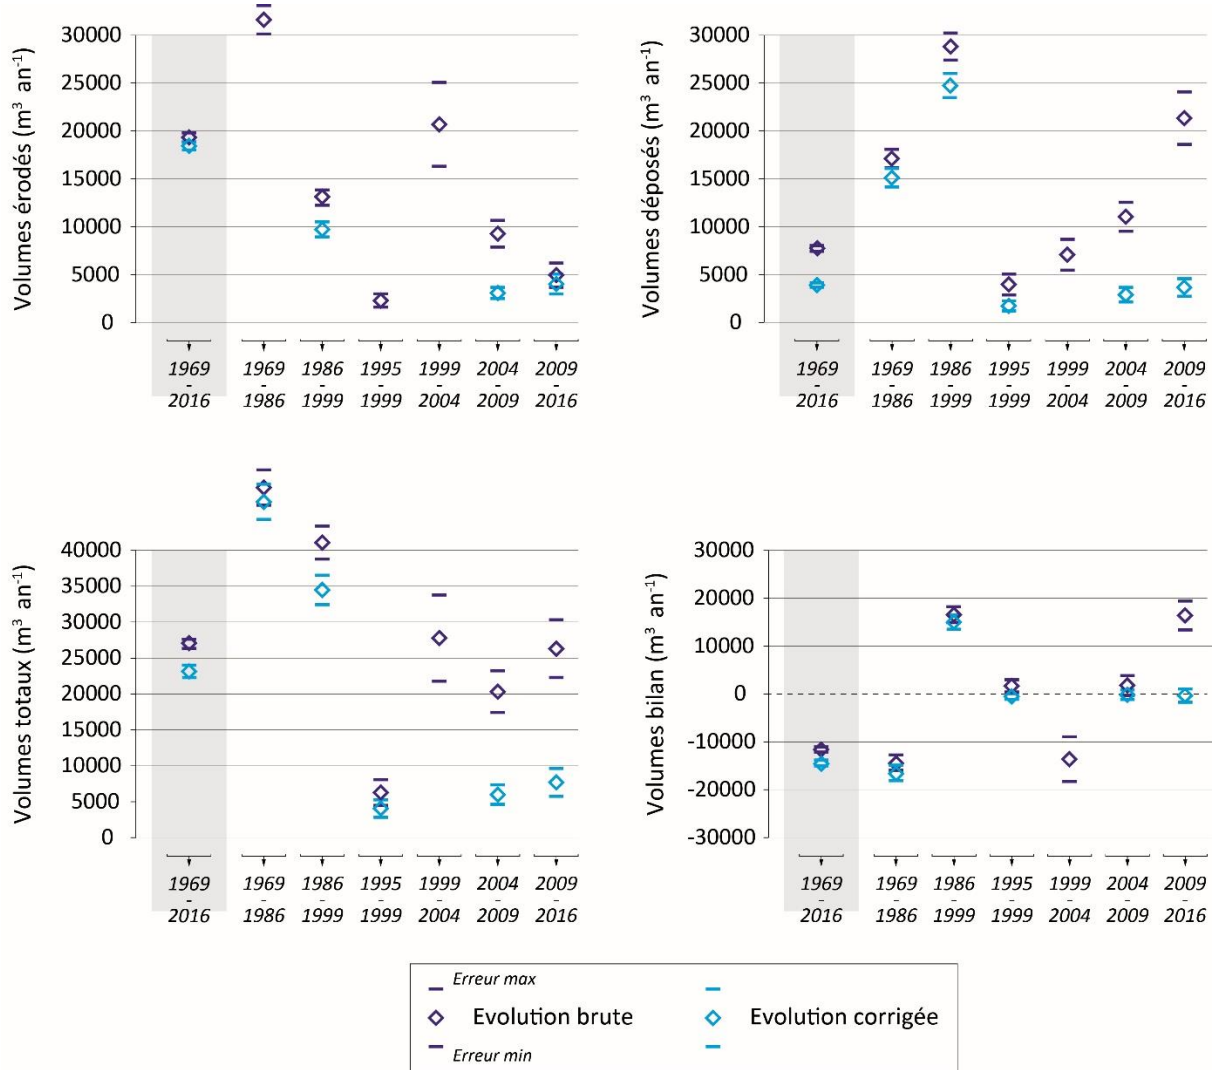 Volumes érodés (m³ an⁻¹)
30000
25000
20000
15000
10000
5000
0
1969 1969 1986 1995 1999 2004 2009
- - - - - - -
2016 1986 1999 1999 2004 2009 2016
Volumes déposés (m³ an⁻¹)
30000
25000
20000
15000
10000
5000
0
1969 1969 1986 1995 1999 2004 2009
- - - - - - -
2016 1986 1999 1999 2004 2009 2016
Volumes totaux (m³ an⁻¹)
40000
35000
30000
25000
20000
15000
10000
5000
0
1969 1969 1986 1995 1999 2004 2009
- - - - - - -
2016 1986 1999 1999 2004 2009 2016
Volumes bilan (m³ an⁻¹)
30000
20000
10000
0
-10000
-20000
-30000
1969 1969 1986 1995 1999 2004 2009
- - - - - - -
2016 1986 1999 1999 2004 2009 2016
Erreur max
Evolution brute Evolution corrigée
Erreur min